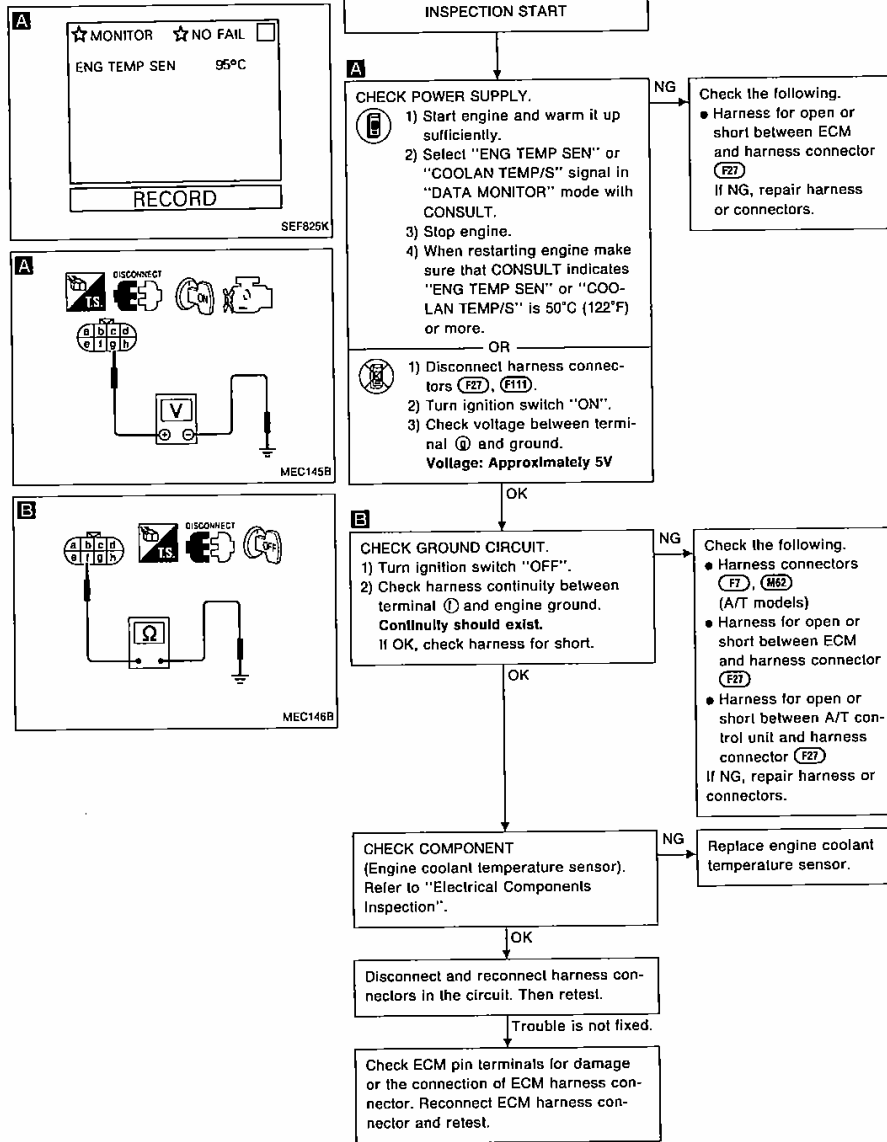 A
☆ MONITOR ☆ NO FAIL
ENG TEMP SEN 95°C
RECORD
SEF825K
A
T.S.
DISCONNECT
ON
a b c d
e f g h
V
⊕ ⊖
MEC145B
B
a b c d
e f g h
T.S.
DISCONNECT
OFF
Ω
MEC146B
INSPECTION START
A
CHECK POWER SUPPLY.
1) Start engine and warm it up
sufficiently.
2) Select "ENG TEMP SEN" or
"COOLAN TEMP/S" signal in
"DATA MONITOR" mode with
CONSULT.
3) Stop engine.
4) When restarting engine make
sure that CONSULT indicates
"ENG TEMP SEN" or "COO-
LAN TEMP/S" is 50°C (122°F)
or more.
OR
1) Disconnect harness connec-
tors F27, F111.
2) Turn ignition switch "ON".
3) Check voltage between termi-
nal ⓖ and ground.
Voltage: Approximately 5V
NG
Check the following.
● Harness for open or
short between ECM
and harness connector
F27
If NG, repair harness
or connectors.
OK
B
CHECK GROUND CIRCUIT.
1) Turn ignition switch "OFF".
2) Check harness continuity between
terminal ⓕ and engine ground.
Continuity should exist.
If OK, check harness for short.
NG
Check the following.
● Harness connectors
F7, M62
(A/T models)
● Harness for open or
short between ECM
and harness connector
F27
● Harness for open or
short between A/T con-
trol unit and harness
connector F27
If NG, repair harness or
connectors.
OK
CHECK COMPONENT
(Engine coolant temperature sensor).
Refer to "Electrical Components
Inspection".
NG
Replace engine coolant
temperature sensor.
OK
Disconnect and reconnect harness con-
nectors in the circuit. Then retest.
Trouble is not fixed.
Check ECM pin terminals for damage
or the connection of ECM harness con-
nector. Reconnect ECM harness con-
nector and retest.